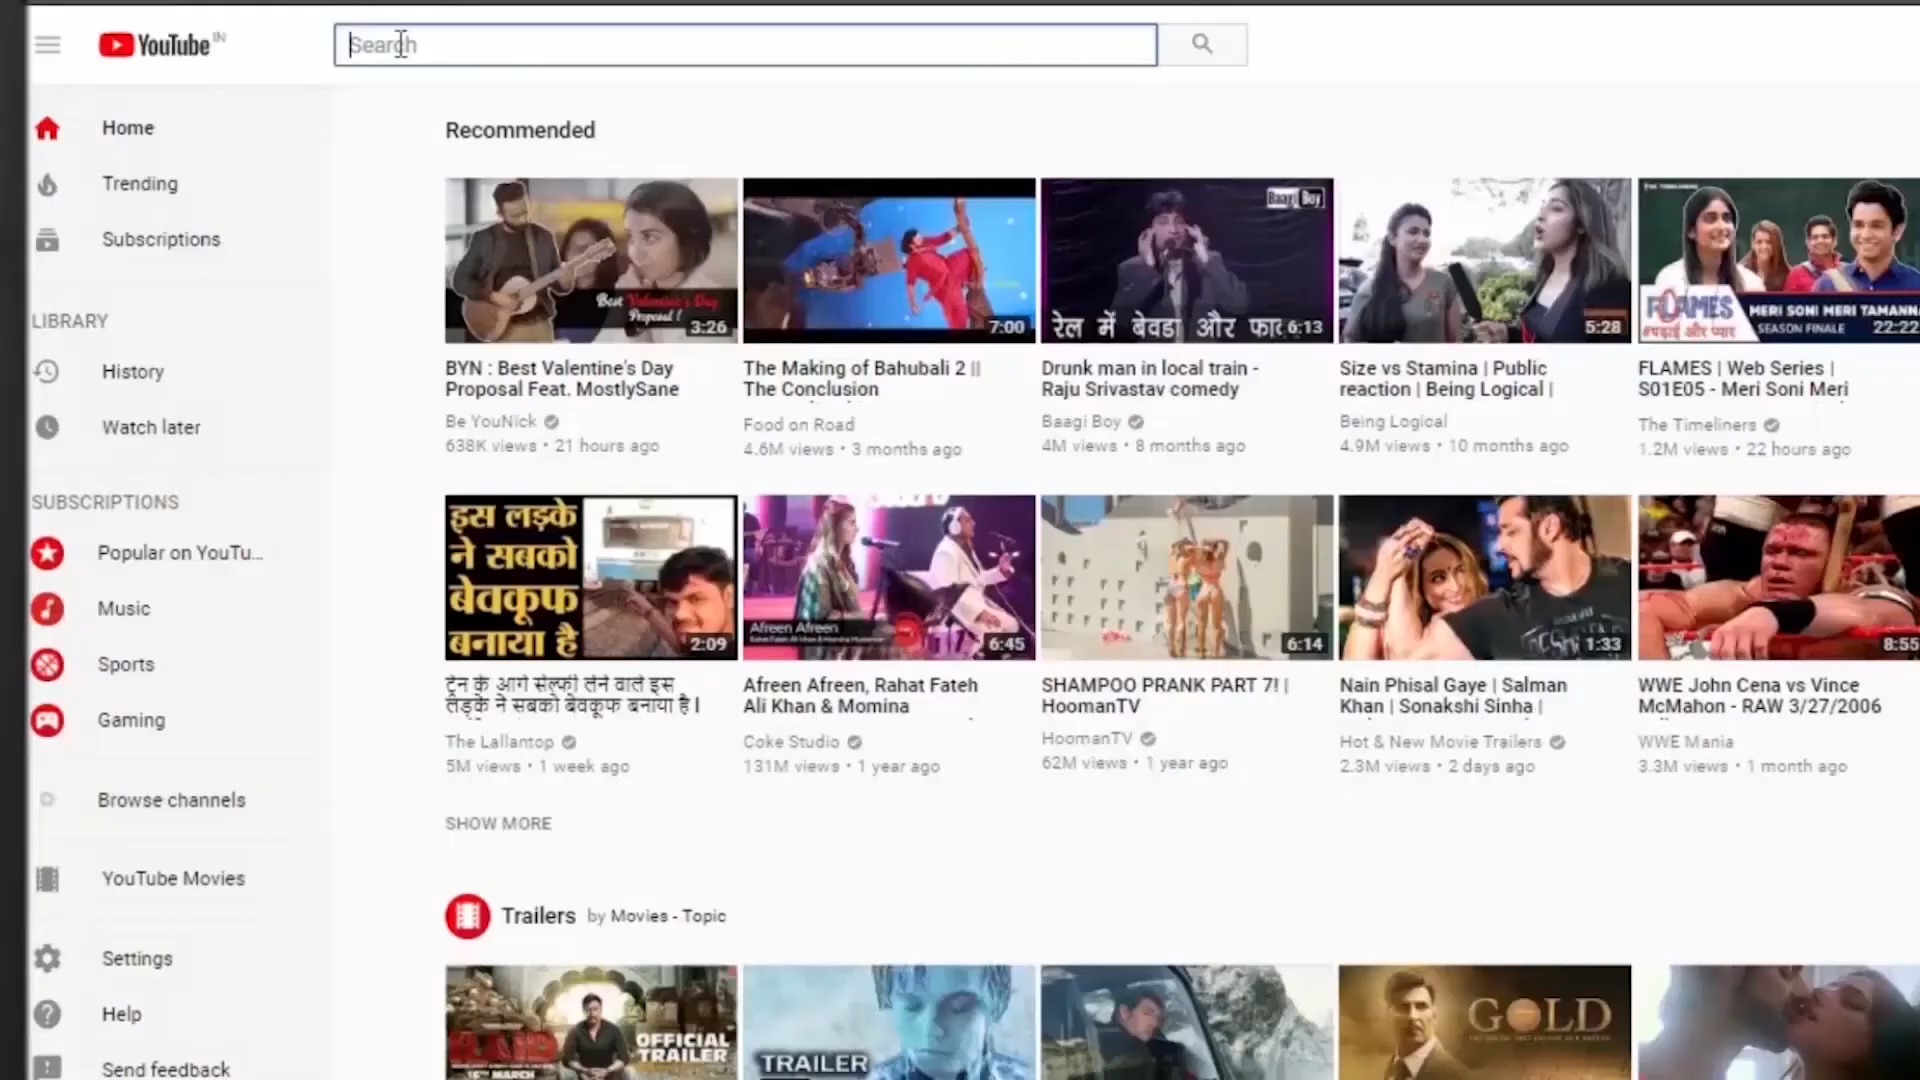 YouTube IN
Search
Home
Trending
Subscriptions
LIBRARY
History
Watch later
SUBSCRIPTIONS
Popular on YouTu...
Music
Sports
Gaming
Browse channels
YouTube Movies
Settings
Help
Send feedback
Recommended
Best Valentine's Day
Proposal !
3:26
BYN : Best Valentine's Day
Proposal Feat. MostlySane
Be YouNick
638K views • 21 hours ago
7:00
The Making of Bahubali 2 ||
The Conclusion
Food on Road
4.6M views • 3 months ago
Baagi Boy
रेल में बेवडा और
6:13
Drunk man in local train -
Raju Srivastav comedy
Baagi Boy
4M views • 8 months ago
5:28
Size vs Stamina | Public
reaction | Being Logical |
Being Logical
4.9M views • 10 months ago
FLAMES
#पढ़ाई और प्यार
MERI SONI MERI TAMANNA
SEASON FINALE
22:22
FLAMES | Web Series |
S01E05 - Meri Soni Meri
The Timeliners
1.2M views • 22 hours ago
इस लड़के
ने सबको
बेवकूफ
बनाया है
2:09
ट्रेन के आगे सेल्फी लेने वाले इस
लड़के ने सबको बेवकूफ बनाया है |
The Lallantop
5M views • 1 week ago
Afreen Afreen
6:45
Afreen Afreen, Rahat Fateh
Ali Khan & Momina
Coke Studio
131M views • 1 year ago
6:14
SHAMPOO PRANK PART 7! |
HoomanTV
HoomanTV
62M views • 1 year ago
1:33
Nain Phisal Gaye | Salman
Khan | Sonakshi Sinha |
Hot & New Movie Trailers
2.3M views • 2 days ago
8:55
WWE John Cena vs Vince
McMahon - RAW 3/27/2006
WWE Mania
3.3M views • 1 month ago
SHOW MORE
Trailers by Movies - Topic
RAID
OFFICIAL
TRAILER
16TH MARCH
TRAILER
GOLD